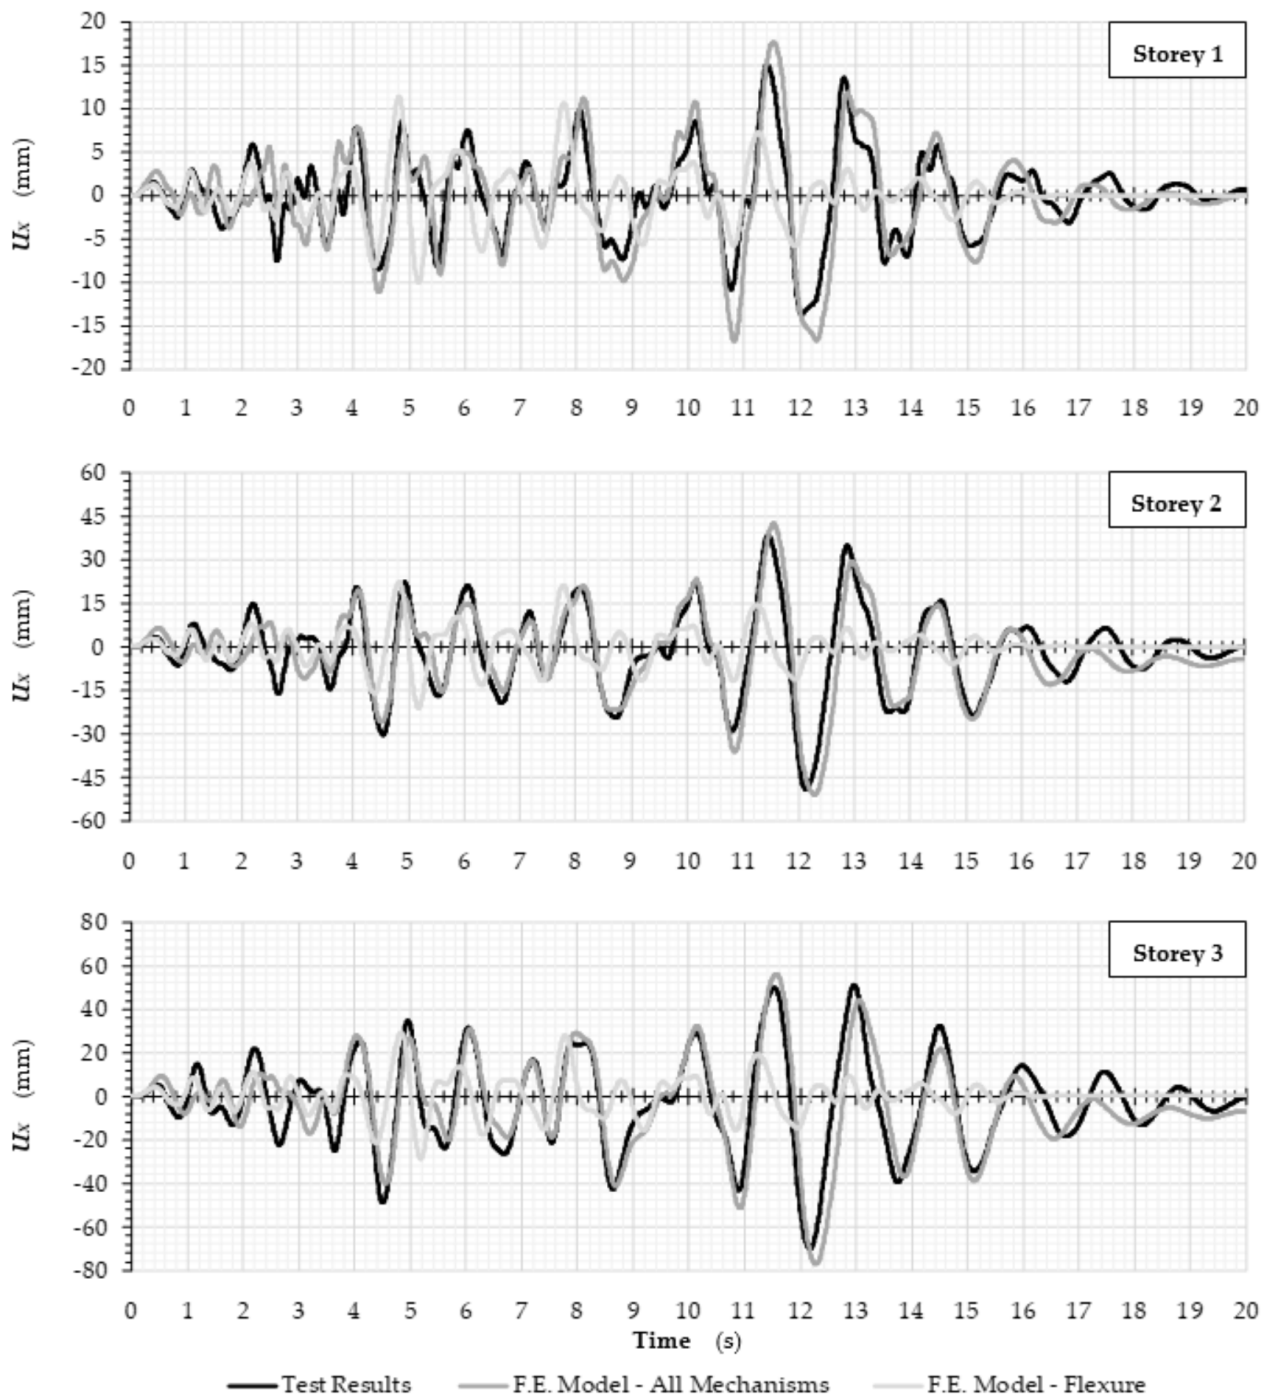 Storey 1
20
15
10
5
0
-5
-10
-15
-20
ux (mm)
0 1 2 3 4 5 6 7 8 9 10 11 12 13 14 15 16 17 18 19 20
Storey 2
60
45
30
15
0
-15
-30
-45
-60
ux (mm)
0 1 2 3 4 5 6 7 8 9 10 11 12 13 14 15 16 17 18 19 20
Storey 3
80
60
40
20
0
-20
-40
-60
-80
ux (mm)
0 1 2 3 4 5 6 7 8 9 10 11 12 13 14 15 16 17 18 19 20
Time (s)
Test Results F.E. Model - All Mechanisms F.E. Model - Flexure